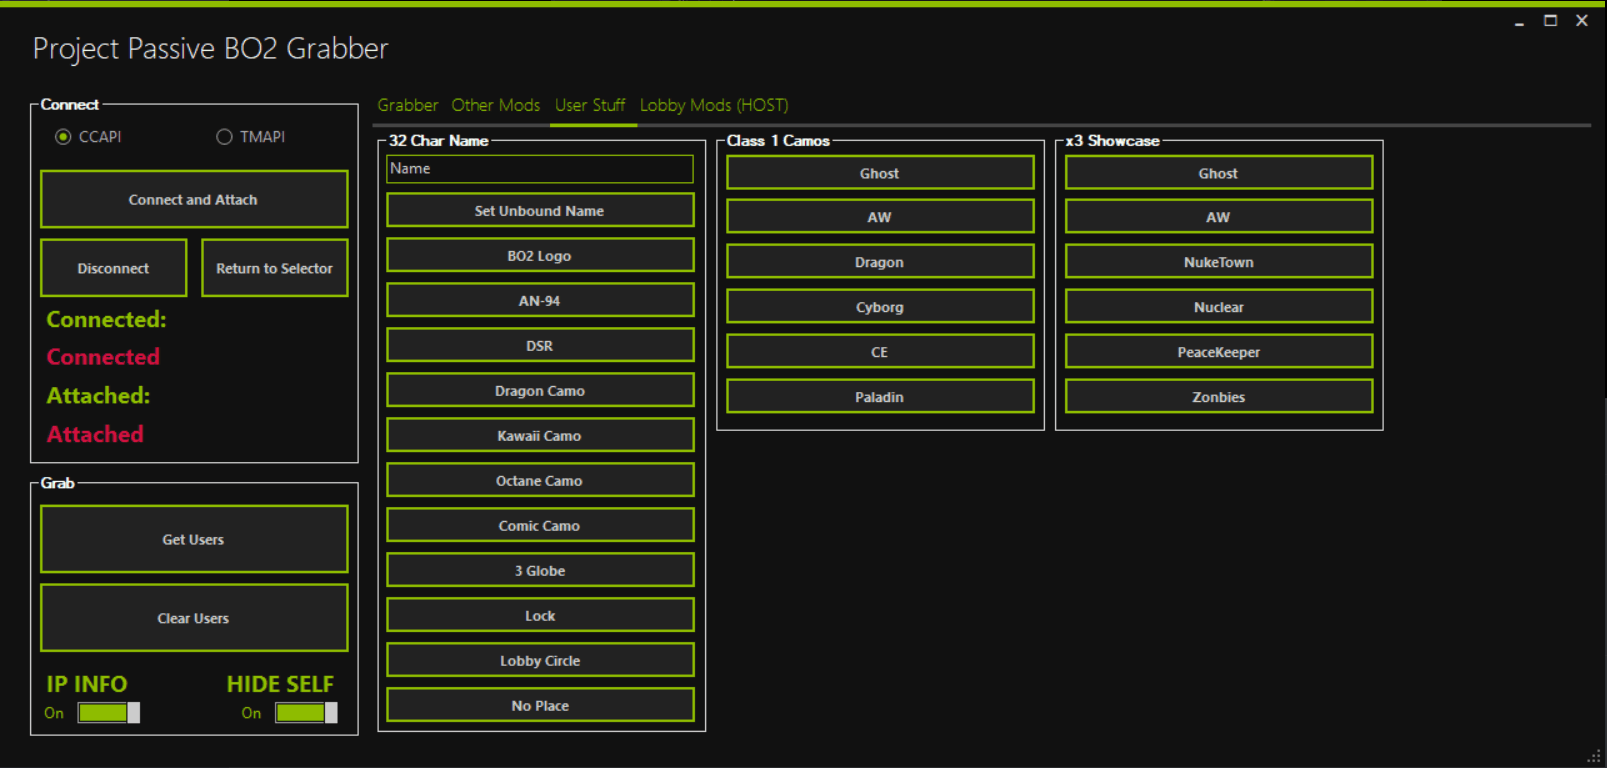 Project Passive BO2 Grabber
Connect
CCAPI
TMAPI
Connect and Attach
Disconnect
Return to Selector
Connected:
Connected
Attached:
Attached
Grab
Get Users
Clear Users
IP INFO
HIDE SELF
On
On
Grabber Other Mods User Stuff Lobby Mods (HOST)
32 Char Name
Name
Set Unbound Name
BO2 Logo
AN-94
DSR
Dragon Camo
Kawaii Camo
Octane Camo
Comic Camo
3 Globe
Lock
Lobby Circle
No Place
Class 1 Camos
Ghost
AW
Dragon
Cyborg
CE
Paladin
x3 Showcase
Ghost
AW
NukeTown
Nuclear
PeaceKeeper
Zonbies